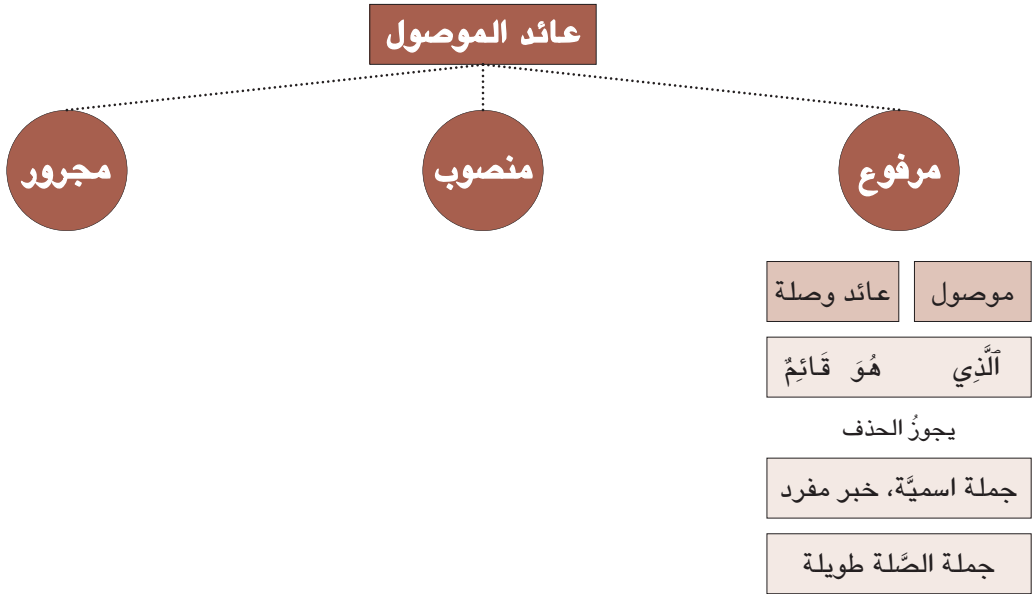 عائد الموصول
مرفوع
منصوب
مجرور
موصول
عائد وصلة
ٱلَّذِي هُوَ قَائِمٌ
يجوزُ الحذف
جملة اسميَّة، خبر مفرد
جملة الصَّلة طويلة